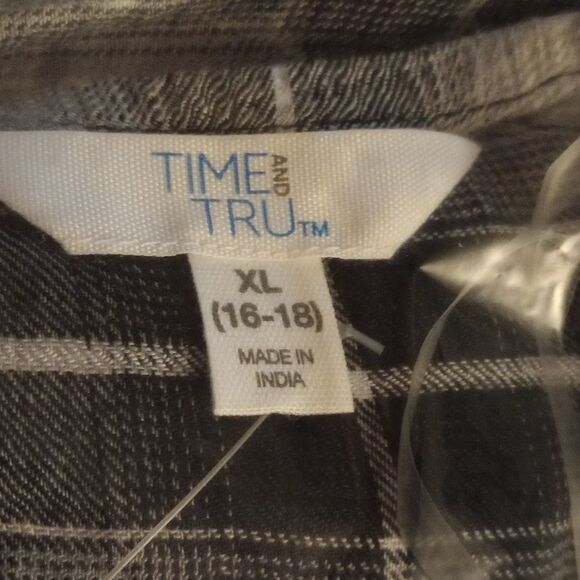 TIME AND
TRU™
XL
(16-18)
MADE IN
INDIA